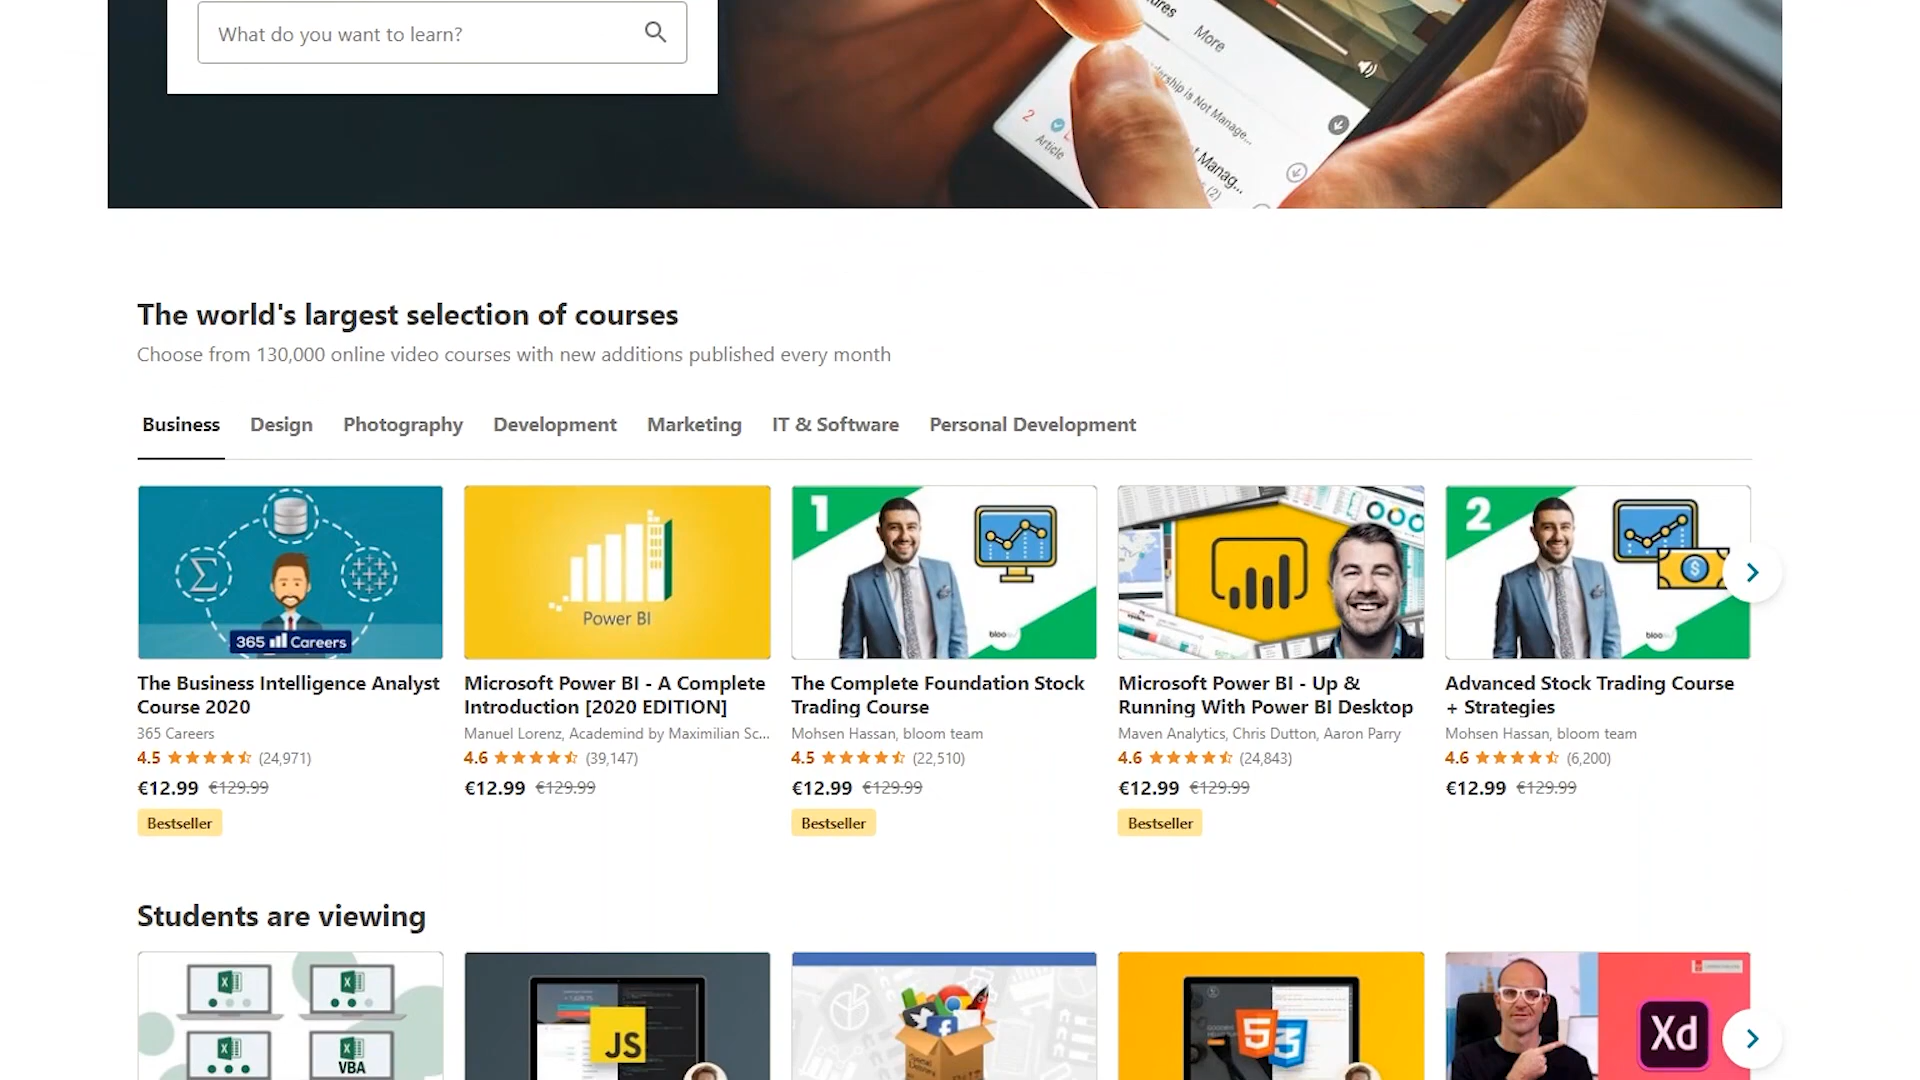 What do you want to learn?
More
2
Article
The world's largest selection of courses
Choose from 130,000 online video courses with new additions published every month
Business Design Photography Development Marketing IT & Software Personal Development
365 Careers
Power BI
1
2
The Business Intelligence Analyst
Course 2020
365 Careers
4.5 (24,971)
€12.99 €129.99
Bestseller
Microsoft Power BI - A Complete
Introduction [2020 EDITION]
Manuel Lorenz, Academind by Maximilian Sc...
4.6 (39,147)
€12.99 €129.99
The Complete Foundation Stock
Trading Course
Mohsen Hassan, bloom team
4.5 (22,510)
€12.99 €129.99
Bestseller
Microsoft Power BI - Up &
Running With Power BI Desktop
Maven Analytics, Chris Dutton, Aaron Parry
4.6 (24,843)
€12.99 €129.99
Bestseller
Advanced Stock Trading Course
+ Strategies
Mohsen Hassan, bloom team
4.6 (6,200)
€12.99 €129.99
Students are viewing
VBA
JS
Xd